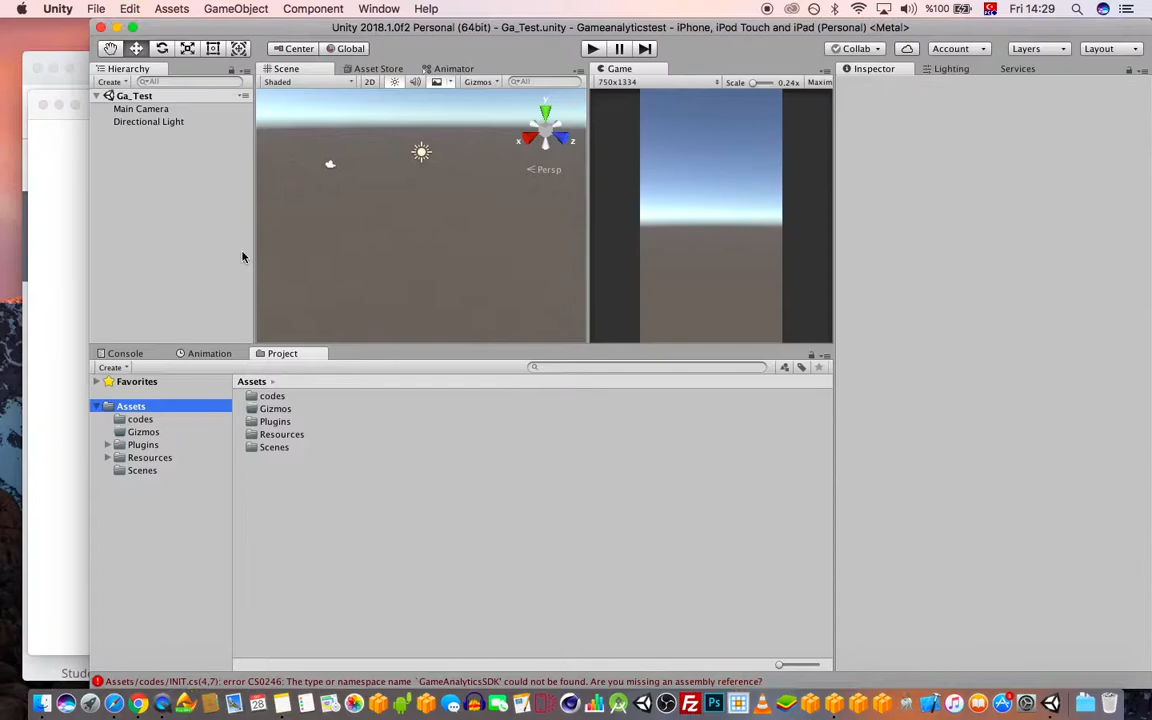 Unity File Edit Assets GameObject Component Window Help %100 Fri 14:29
Unity 2018.1.0f2 Personal (64bit) - Ga_Test.unity - Gameanalyticstest - iPhone, iPod Touch and iPad (Personal) <Metal>
Center Global Collab Account Layers Layout
Hierarchy Scene Asset Store Animator Game Inspector Lighting Services
Create All Shaded 2D Gizmos All 750x1334 Scale 0.24x Maxim
Ga_Test
Main Camera
Directional Light
y
x z
Persp
Console Animation Project
Create
Favorites Assets
Assets codes
codes Gizmos
Gizmos Plugins
Plugins Resources
Resources Scenes
Scenes
Stude
Assets/codes/INIT.cs(4,7): error CS0246: The type or namespace name `GameAnalyticsSDK' could not be found. Are you missing an assembly reference?
28